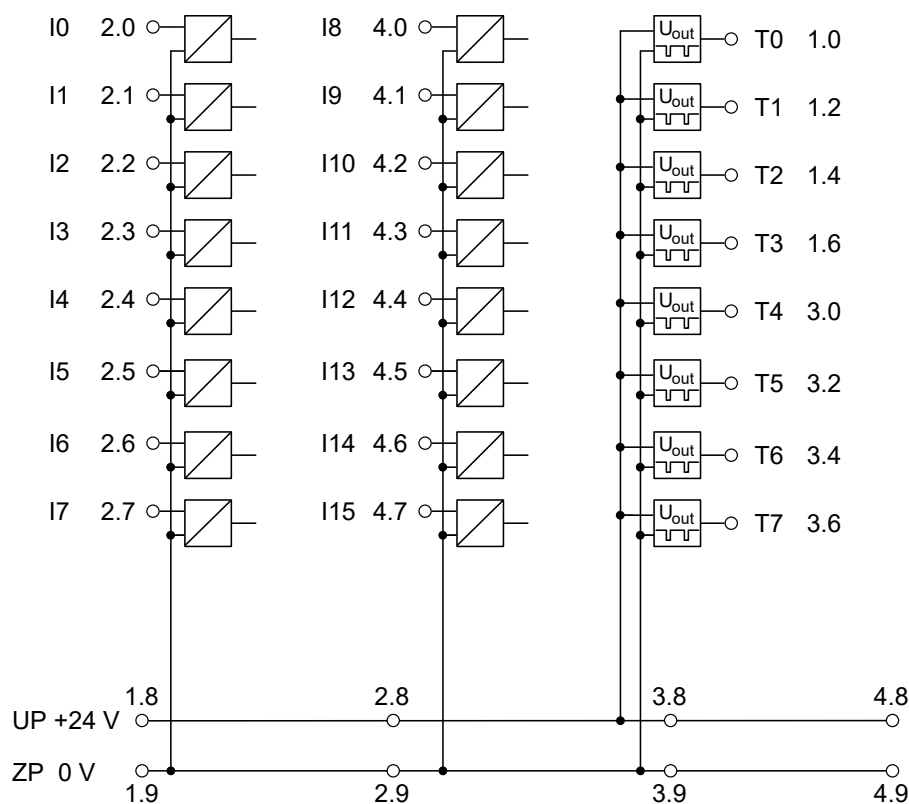 I0 2.0 I8 4.0 Uout T0 1.0
I1 2.1 I9 4.1 Uout T1 1.2
I2 2.2 I10 4.2 Uout T2 1.4
I3 2.3 I11 4.3 Uout T3 1.6
I4 2.4 I12 4.4 Uout T4 3.0
I5 2.5 I13 4.5 Uout T5 3.2
I6 2.6 I14 4.6 Uout T6 3.4
I7 2.7 I15 4.7 Uout T7 3.6
1.8 2.8 3.8 4.8
UP +24 V
ZP 0 V
1.9 2.9 3.9 4.9